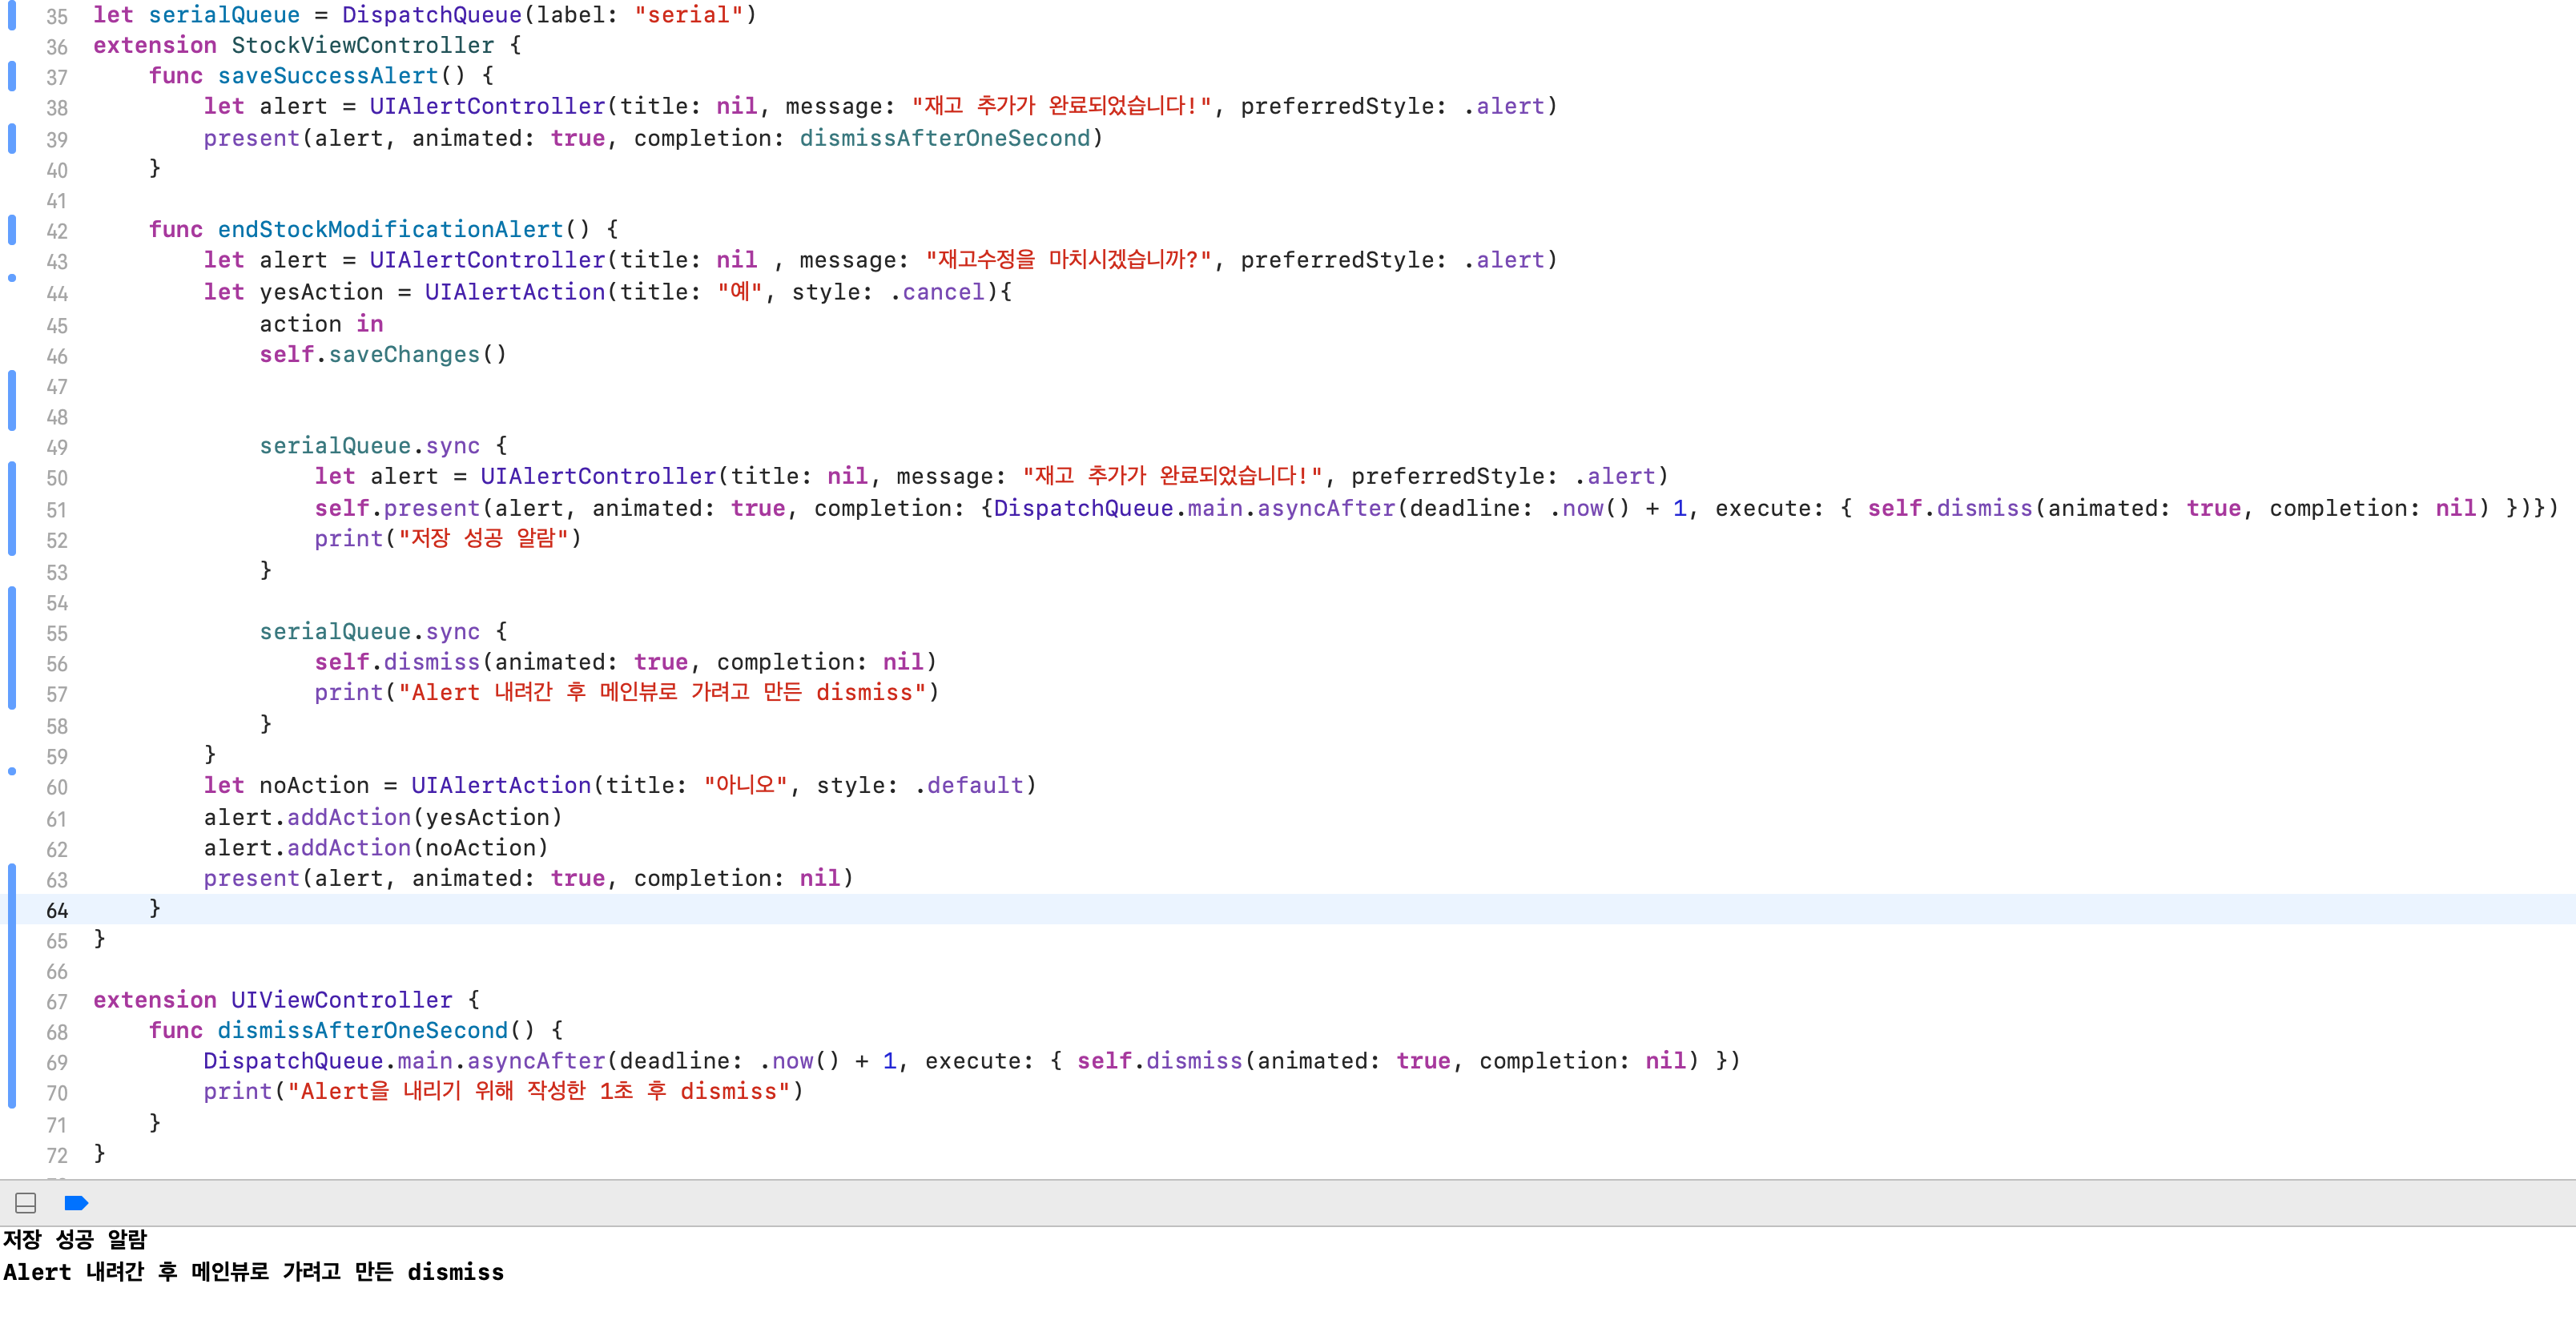 35 let serialQueue = DispatchQueue(label: "serial")
36 extension StockViewController {
37 func saveSuccessAlert() {
38 let alert = UIAlertController(title: nil, message: "재고 추가가 완료되었습니다!", preferredStyle: .alert)
39 present(alert, animated: true, completion: dismissAfterOneSecond)
40 }
41
42 func endStockModificationAlert() {
43 let alert = UIAlertController(title: nil , message: "재고수정을 마치시겠습니까?", preferredStyle: .alert)
44 let yesAction = UIAlertAction(title: "예", style: .cancel){
45 action in
46 self.saveChanges()
47
48
49 serialQueue.sync {
50 let alert = UIAlertController(title: nil, message: "재고 추가가 완료되었습니다!", preferredStyle: .alert)
51 self.present(alert, animated: true, completion: {DispatchQueue.main.asyncAfter(deadline: .now() + 1, execute: { self.dismiss(animated: true, completion: nil) })})
52 print("저장 성공 알람")
53 }
54
55 serialQueue.sync {
56 self.dismiss(animated: true, completion: nil)
57 print("Alert 내려간 후 메인뷰로 가려고 만든 dismiss")
58 }
59 }
60 let noAction = UIAlertAction(title: "아니오", style: .default)
61 alert.addAction(yesAction)
62 alert.addAction(noAction)
63 present(alert, animated: true, completion: nil)
64 }
65 }
66
67 extension UIViewController {
68 func dismissAfterOneSecond() {
69 DispatchQueue.main.asyncAfter(deadline: .now() + 1, execute: { self.dismiss(animated: true, completion: nil) })
70 print("Alert을 내리기 위해 작성한 1초 후 dismiss")
71 }
72 }
저장 성공 알람
Alert 내려간 후 메인뷰로 가려고 만든 dismiss